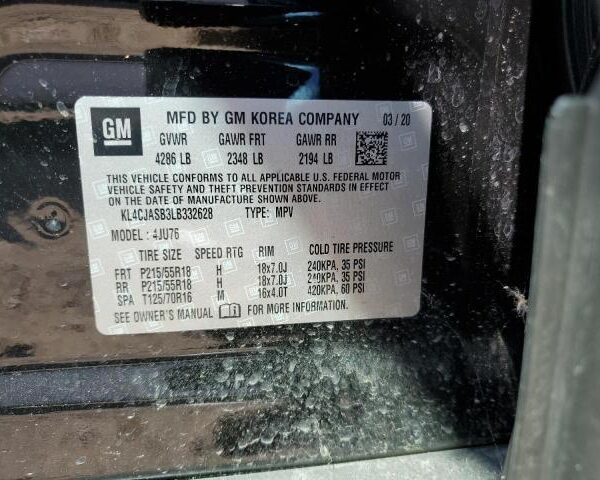 GM
MFD BY GM KOREA COMPANY 03 / 20
GVWR GAWR FRT GAWR RR
4286 LB 2348 LB 2194 LB
THIS VEHICLE CONFORMS TO ALL APPLICABLE U.S. FEDERAL MOTOR
VEHICLE SAFETY AND THEFT PREVENTION STANDARDS IN EFFECT
ON THE DATE OF MANUFACTURE SHOWN ABOVE.
KL4CJASB3LB332628 TYPE: MPV
MODEL : 4JU76
TIRE SIZE SPEED RTG RIM COLD TIRE PRESSURE
FRT P215/55R18 H 18x7.0J 240KPA, 35 PSI
RR P215/55R18 H 18x7.0J 240KPA, 35 PSI
SPA T125/70R16 M 16x4.0T 420KPA, 60 PSI
SEE OWNER'S MANUAL i FOR MORE INFORMATION.